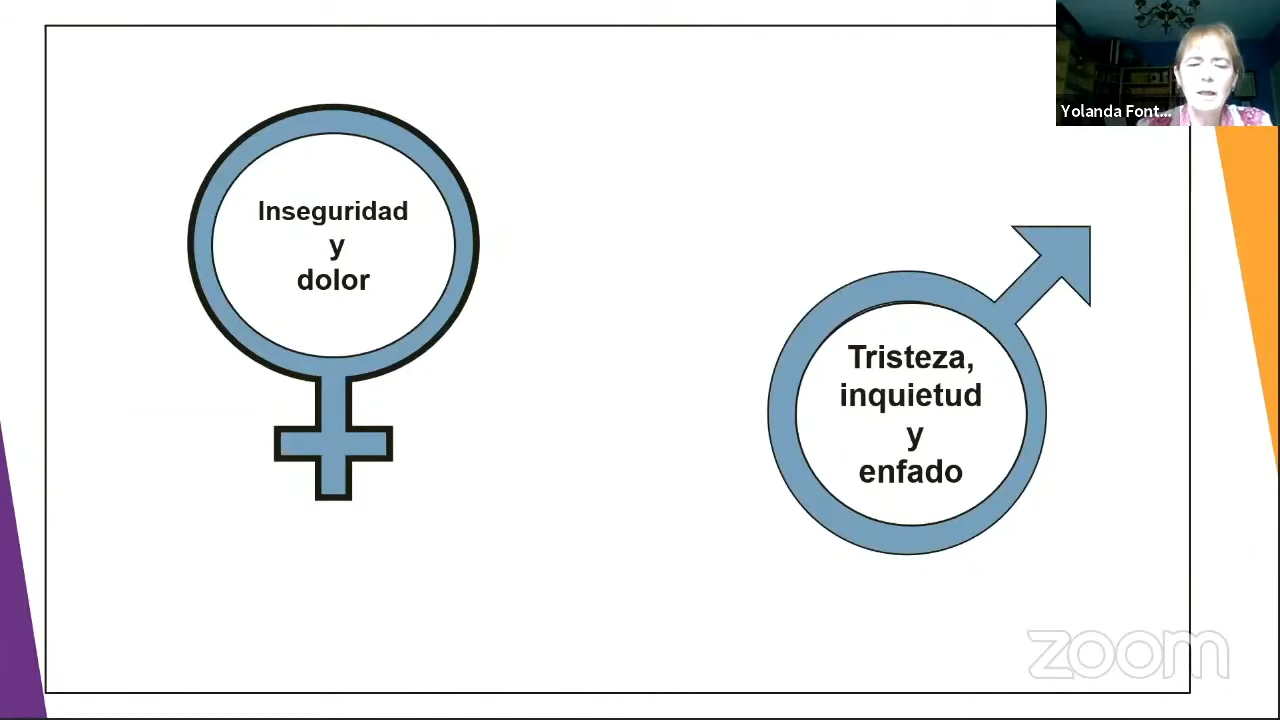 Yolanda Font...
Inseguridad
y
dolor
Tristeza,
inquietud
y
enfado
zoom